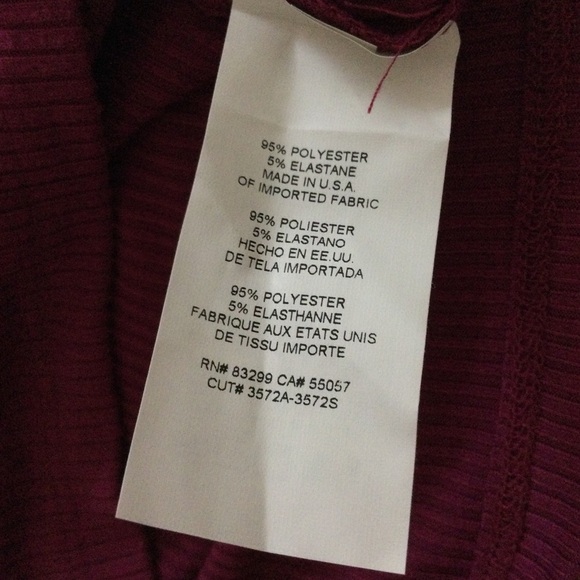 95% POLYESTER
5% ELASTANE
MADE IN U.S.A.
OF IMPORTED FABRIC
95% POLIESTER
5% ELASTANO
HECHO EN EE.UU.
DE TELA IMPORTADA
95% POLYESTER
5% ELASTHANNE
FABRIQUE AUX ETATS UNIS
DE TISSU IMPORTE
RN# 83299 CA# 55057
CUT# 3572A-3572S